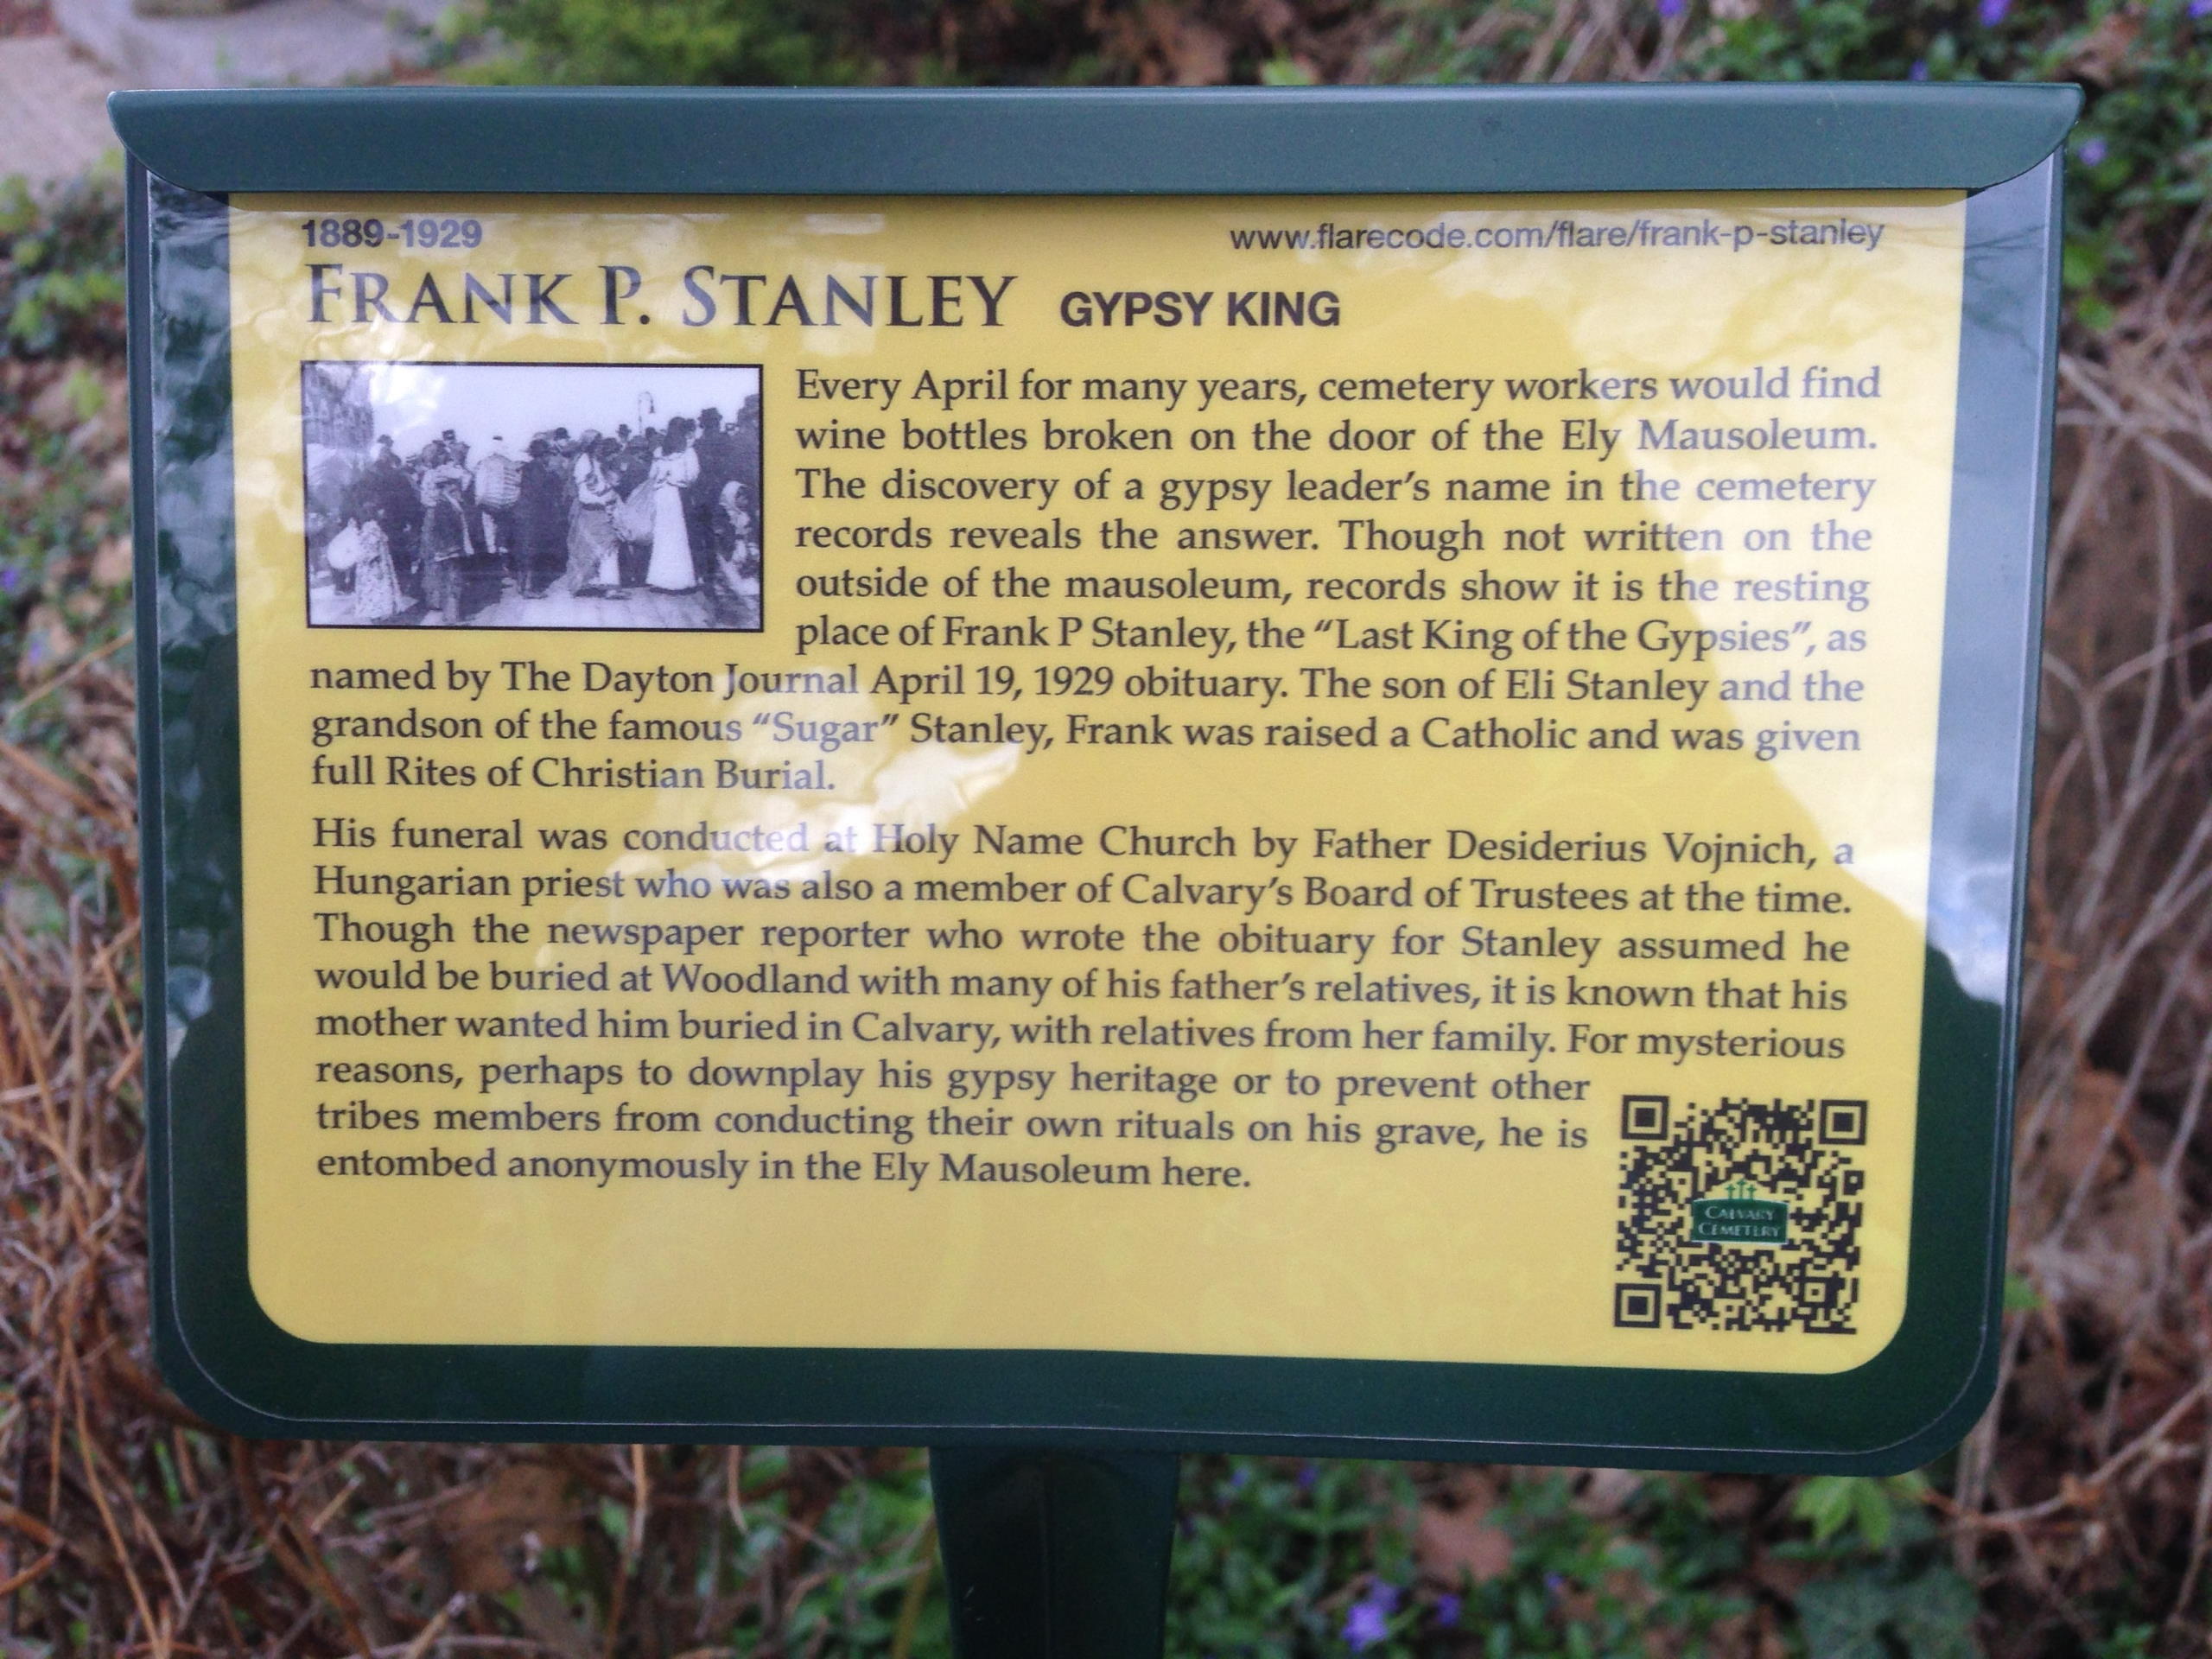 1889-1929
www.flarecode.com/flare/frank-p-stanley
FRANK P. STANLEY GYPSY KING
Every April for many years, cemetery workers would find
wine bottles broken on the door of the Ely Mausoleum.
The discovery of a gypsy leader's name in the cemetery
records reveals the answer. Though not written on the
outside of the mausoleum, records show it is the resting
place of Frank P Stanley, the "Last King of the Gypsies", as
named by The Dayton Journal April 19, 1929 obituary. The son of Eli Stanley and the
grandson of the famous "Sugar" Stanley, Frank was raised a Catholic and was given
full Rites of Christian Burial.
His funeral was conducted at Holy Name Church by Father Desiderius Vojnich, a
Hungarian priest who was also a member of Calvary's Board of Trustees at the time.
Though the newspaper reporter who wrote the obituary for Stanley assumed he
would be buried at Woodland with many of his father's relatives, it is known that his
mother wanted him buried in Calvary, with relatives from her family. For mysterious
reasons, perhaps to downplay his gypsy heritage or to prevent other
tribes members from conducting their own rituals on his grave, he is
entombed anonymously in the Ely Mausoleum here.
CALVARY
CEMETERY